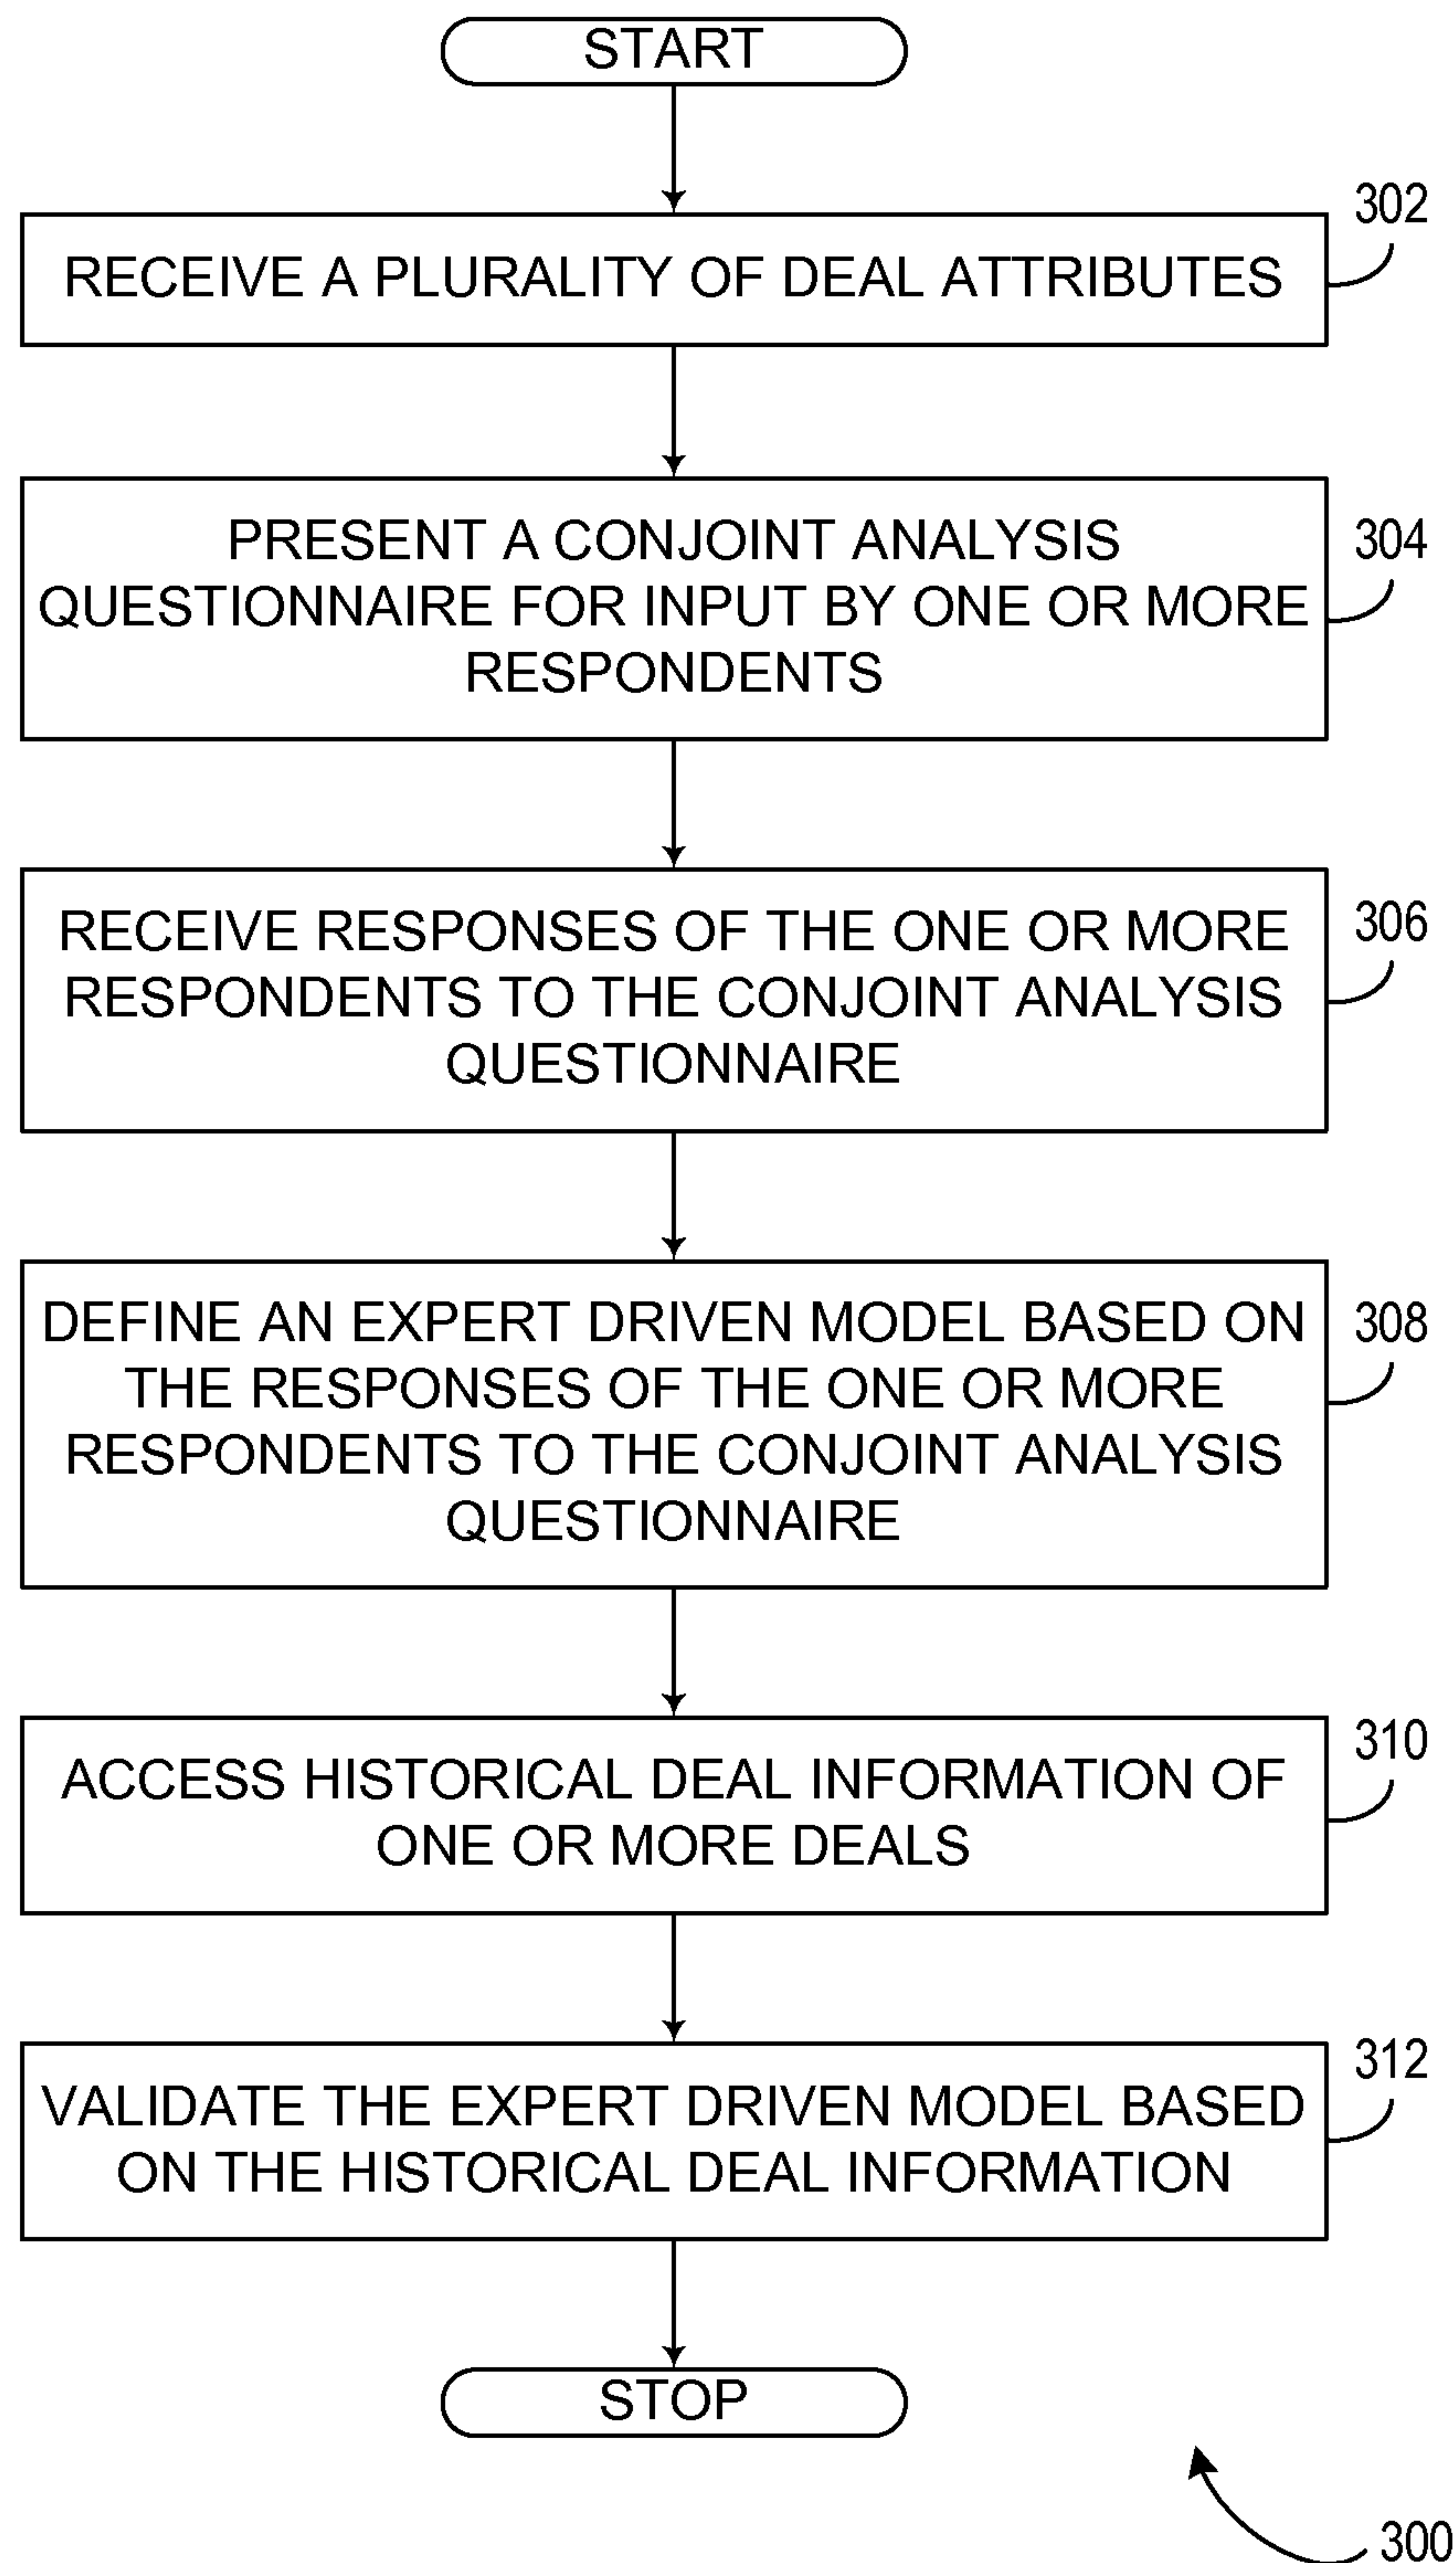 START
302
RECEIVE A PLURALITY OF DEAL ATTRIBUTES
304
PRESENT A CONJOINT ANALYSIS
QUESTIONNAIRE FOR INPUT BY ONE OR MORE
RESPONDENTS
306
RECEIVE RESPONSES OF THE ONE OR MORE
RESPONDENTS TO THE CONJOINT ANALYSIS
QUESTIONNAIRE
308
DEFINE AN EXPERT DRIVEN MODEL BASED ON
THE RESPONSES OF THE ONE OR MORE
RESPONDENTS TO THE CONJOINT ANALYSIS
QUESTIONNAIRE
310
ACCESS HISTORICAL DEAL INFORMATION OF
ONE OR MORE DEALS
312
VALIDATE THE EXPERT DRIVEN MODEL BASED
ON THE HISTORICAL DEAL INFORMATION
STOP
300